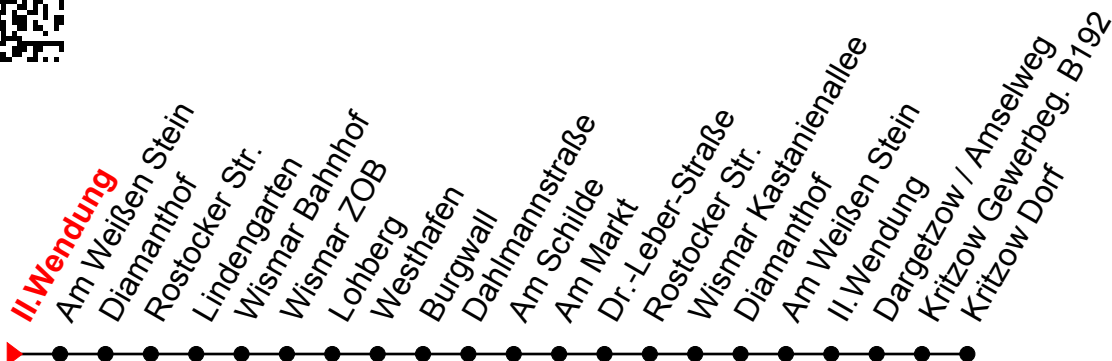 II.Wendung
Am Weißen Stein
Diamanthof
Rostocker Str.
Lindengarten
Wismar Bahnhof
Wismar ZOB
Lohberg
Westhafen
Burgwall
Dahlmannstraße
Am Schilde
Am Markt
Dr.-Leber-Straße
Rostocker Str.
Wismar Kastanienallee
Diamanthof
Am Weißen Stein
II.Wendung
Dargetzow / Amselweg
Kritzow Gewerbeg. B192
Kritzow Dorf